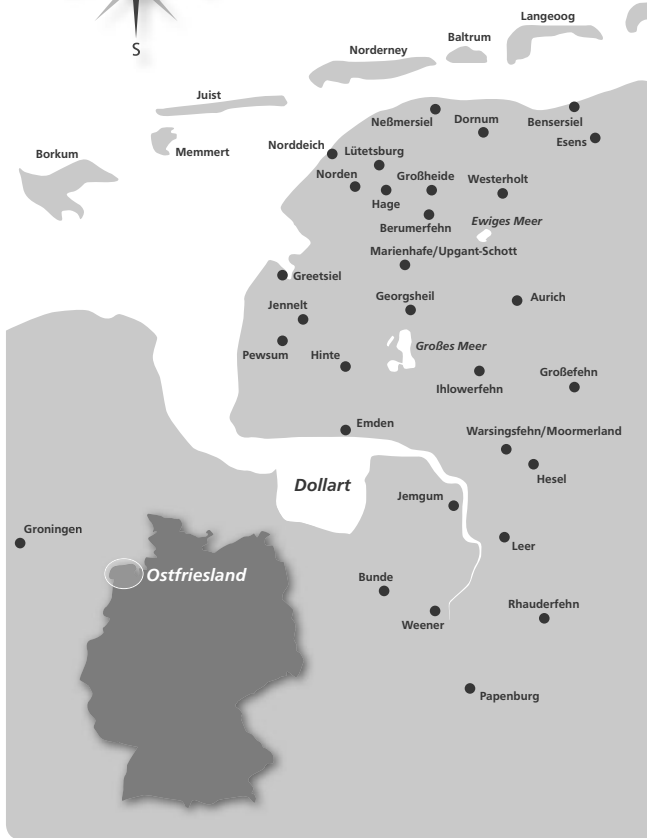 S
Langeoog
Baltrum
Norderney
Juist
Borkum
Memmert
Neßmersiel
Dornum
Bensersiel
Esens
Norddeich
Lütetsburg
Norden
Großheide
Westerholt
Hage
Berumerfehn
Ewiges Meer
Marienhafe/Upgant-Schott
Greetsiel
Georgsheil
Aurich
Jennelt
Pewsum
Hinte
Großes Meer
Ihlowerfehn
Großefehn
Emden
Warsingsfehn/Moormerland
Hesel
Dollart
Jemgum
Groningen
Leer
Ostfriesland
Bunde
Rhauderfehn
Weener
Papenburg